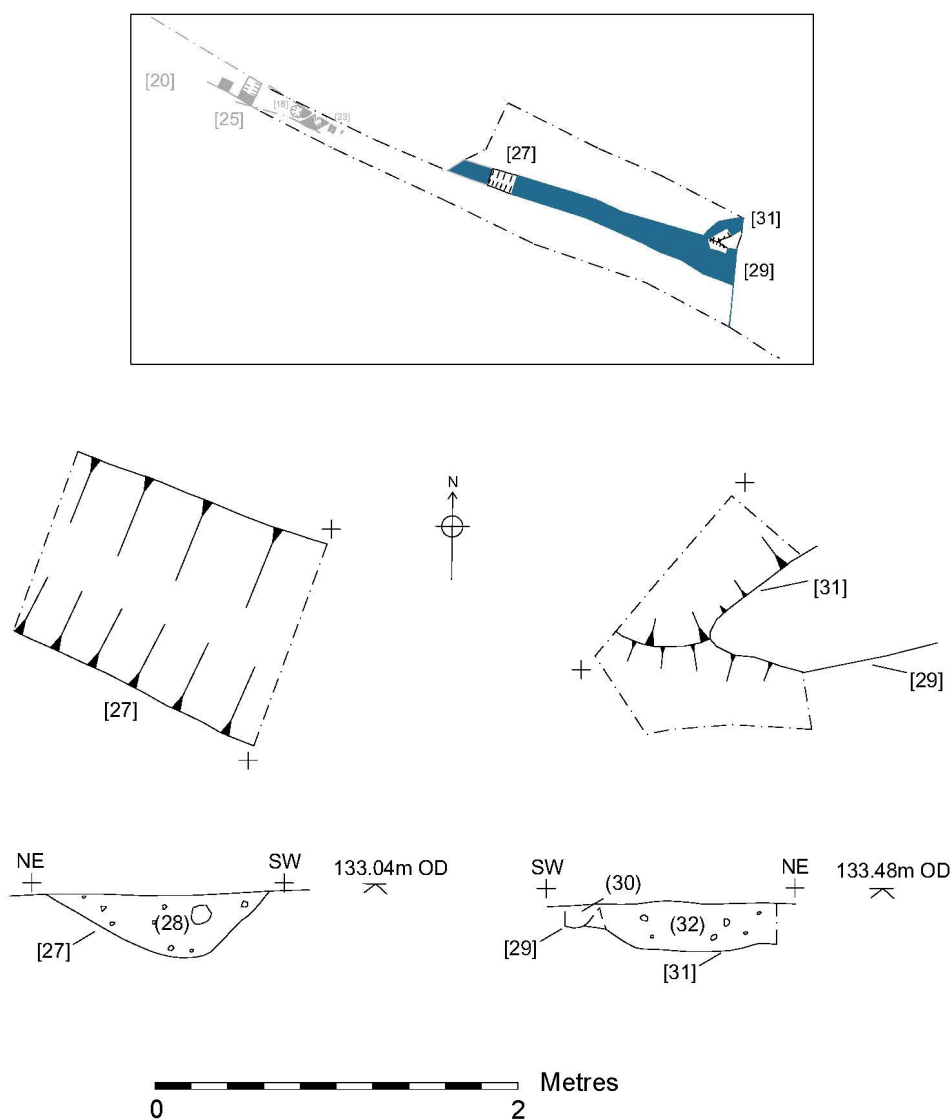 [20]
[25]
[18]
[23]
[27]
[31]
[29]
N
[27]
[31]
[29]
NE
SW
133.04m OD
(28)
[27]
SW
NE
133.48m OD
(30)
(32)
[29]
[31]
Metres
0
2